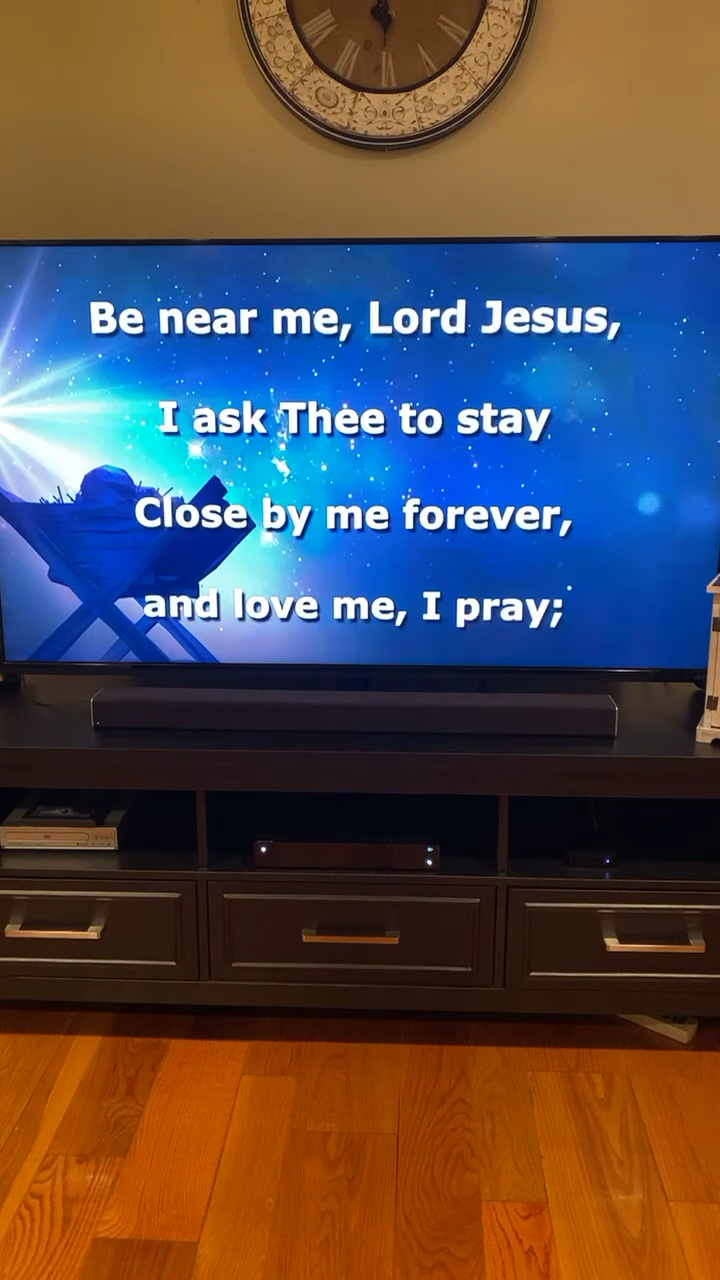 Be near me, Lord Jesus,
I ask Thee to stay
Close by me forever,
and love me, I pray;